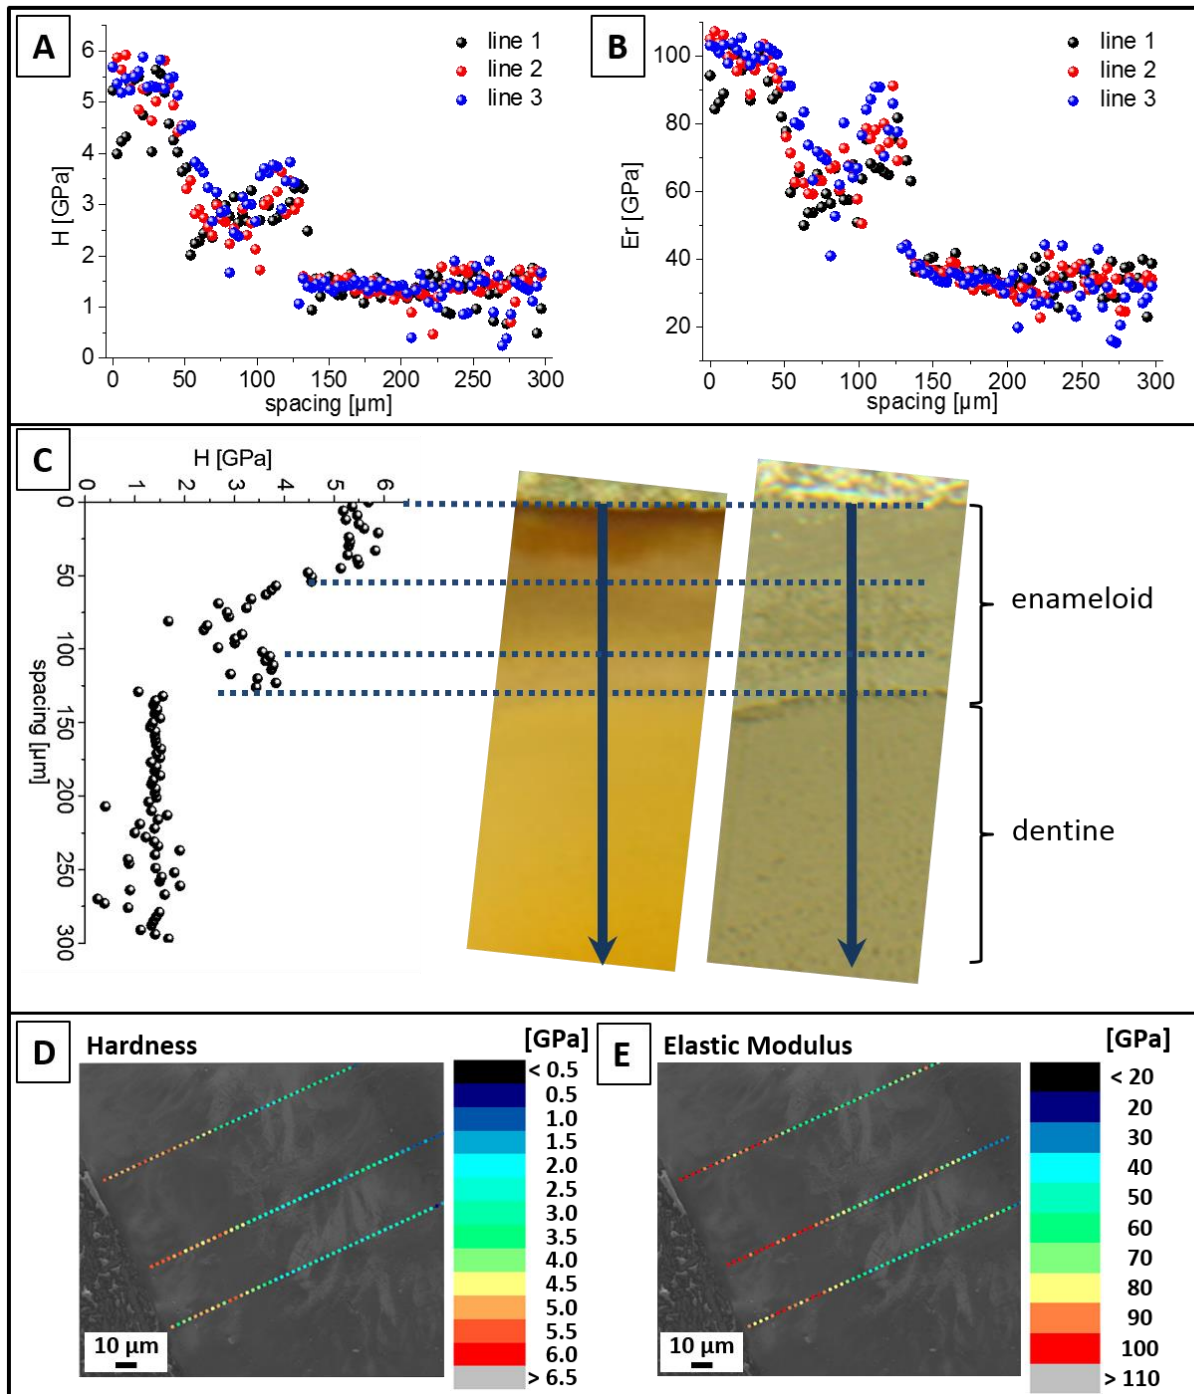 A
H [GPa]
6
5
4
3
2
1
0
0 50 100 150 200 250 300
spacing [µm]
line 1
line 2
line 3
B
Er [GPa]
100
80
60
40
20
0 50 100 150 200 250 300
spacing [µm]
line 1
line 2
line 3
C
H [GPa]
0 1 2 3 4 5 6
0
50
100
150
200
250
300
spacing [µm]
enameloid
dentine
D
Hardness
[GPa]
< 0.5
0.5
1.0
1.5
2.0
2.5
3.0
3.5
4.0
4.5
5.0
5.5
6.0
> 6.5
10 µm
E
Elastic Modulus
[GPa]
< 20
20
30
40
50
60
70
80
90
100
> 110
10 µm